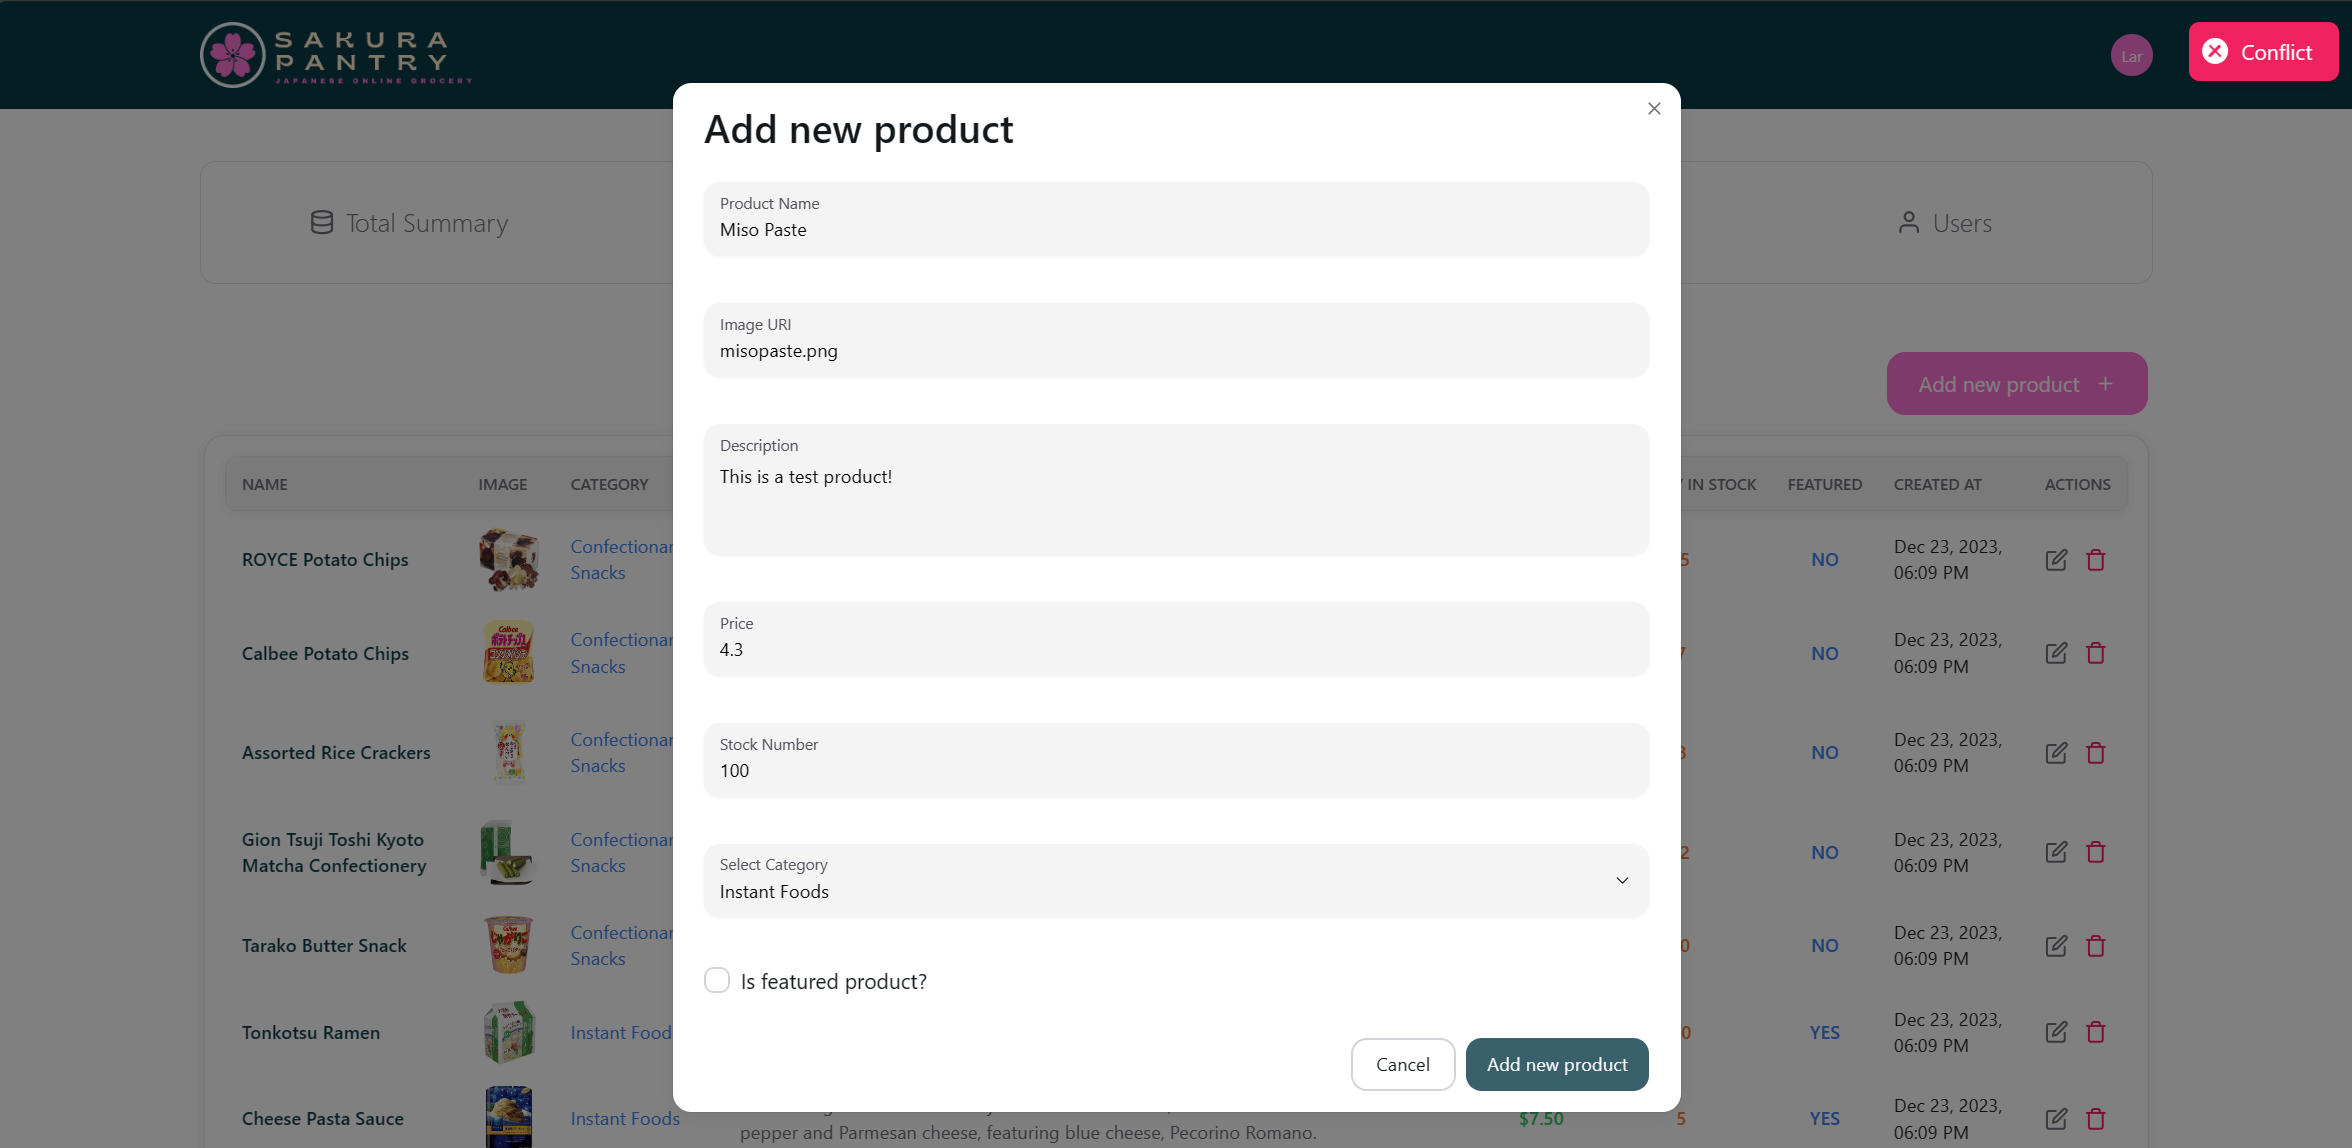 SAKURA
PANTRY
JAPANESE ONLINE GROCERY
Lar
Conflict
Total Summary
Users
Add new product +
NAME
IMAGE
CATEGORY
IN STOCK
FEATURED
CREATED AT
ACTIONS
ROYCE Potato Chips
Confectionar
Snacks
5
NO
Dec 23, 2023,
06:09 PM
Calbee Potato Chips
Confectionar
Snacks
7
NO
Dec 23, 2023,
06:09 PM
Assorted Rice Crackers
Confectionar
Snacks
3
NO
Dec 23, 2023,
06:09 PM
Gion Tsuji Toshi Kyoto
Matcha Confectionery
Confectionar
Snacks
2
NO
Dec 23, 2023,
06:09 PM
Tarako Butter Snack
Confectionar
Snacks
0
NO
Dec 23, 2023,
06:09 PM
Tonkotsu Ramen
Instant Food
0
YES
Dec 23, 2023,
06:09 PM
Cheese Pasta Sauce
Instant Foods
pepper and Parmesan cheese, featuring blue cheese, Pecorino Romano.
$7.50
5
YES
Dec 23, 2023,
06:09 PM
Add new product
Product Name
Miso Paste
Image URI
misopaste.png
Description
This is a test product!
Price
4.3
Stock Number
100
Select Category
Instant Foods
Is featured product?
Cancel
Add new product